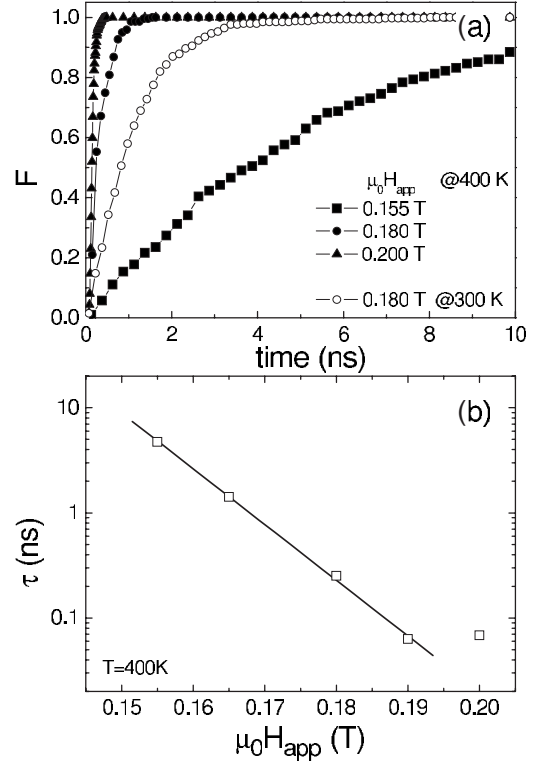 (a)
1.0
0.8
0.6
0.4
0.2
0.0
F
μ₀H_app @400 K
0.155 T
0.180 T
0.200 T
0.180 T @300 K
0 2 4 6 8 10
time (ns)
(b)
10
1
0.1
τ (ns)
T=400K
0.15 0.16 0.17 0.18 0.19 0.20
μ₀H_app (T)